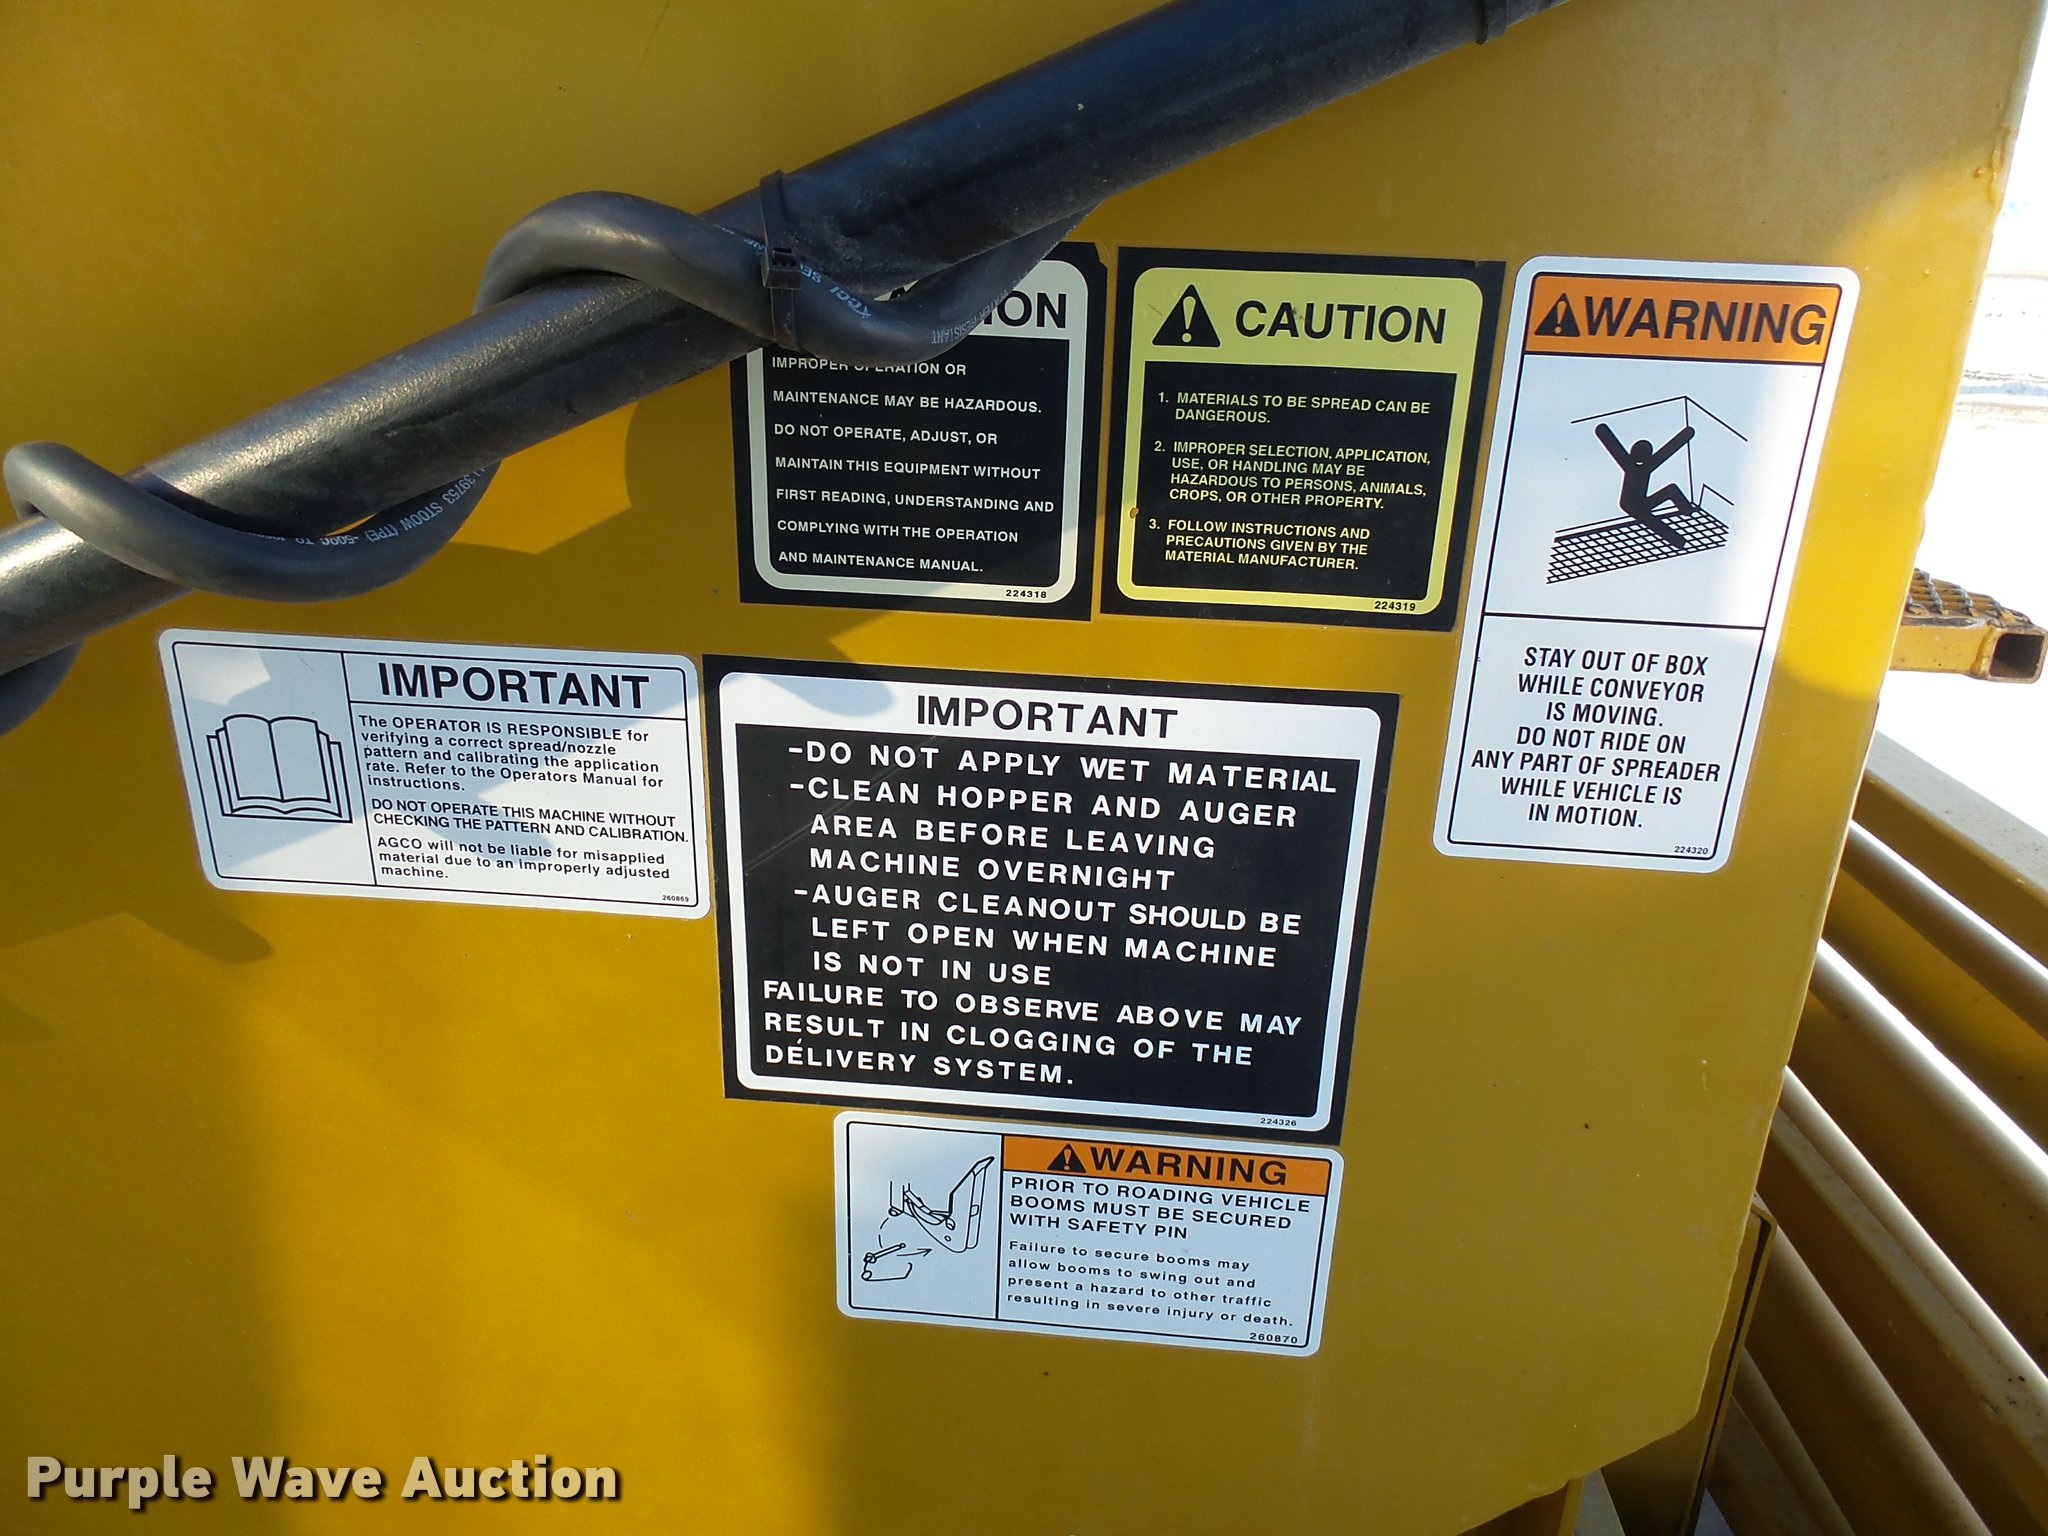 ION
IMPROPER OPERATION OR
MAINTENANCE MAY BE HAZARDOUS.
DO NOT OPERATE, ADJUST, OR
MAINTAIN THIS EQUIPMENT WITHOUT
FIRST READING, UNDERSTANDING AND
COMPLYING WITH THE OPERATION
AND MAINTENANCE MANUAL.
224318
CAUTION
1. MATERIALS TO BE SPREAD CAN BE
DANGEROUS.
2. IMPROPER SELECTION, APPLICATION,
USE, OR HANDLING MAY BE
HAZARDOUS TO PERSONS, ANIMALS,
CROPS, OR OTHER PROPERTY.
3. FOLLOW INSTRUCTIONS AND
PRECAUTIONS GIVEN BY THE
MATERIAL MANUFACTURER.
224319
WARNING
STAY OUT OF BOX
WHILE CONVEYOR
IS MOVING.
DO NOT RIDE ON
ANY PART OF SPREADER
WHILE VEHICLE IS
IN MOTION.
224320
IMPORTANT
The OPERATOR IS RESPONSIBLE for
verifying a correct spread/nozzle
pattern and calibrating the application
rate. Refer to the Operators Manual for
instructions.
DO NOT OPERATE THIS MACHINE WITHOUT
CHECKING THE PATTERN AND CALIBRATION.
AGCO will not be liable for misapplied
material due to an improperly adjusted
machine.
260869
IMPORTANT
-DO NOT APPLY WET MATERIAL
-CLEAN HOPPER AND AUGER
AREA BEFORE LEAVING
MACHINE OVERNIGHT
-AUGER CLEANOUT SHOULD BE
LEFT OPEN WHEN MACHINE
IS NOT IN USE
FAILURE TO OBSERVE ABOVE MAY
RESULT IN CLOGGING OF THE
DELIVERY SYSTEM.
224326
WARNING
PRIOR TO ROADING VEHICLE
BOOMS MUST BE SECURED
WITH SAFETY PIN
Failure to secure booms may
allow booms to swing out and
present a hazard to other traffic
resulting in severe injury or death.
260870
39753 STOOW (TPE) -50°C TO
Purple Wave Auction